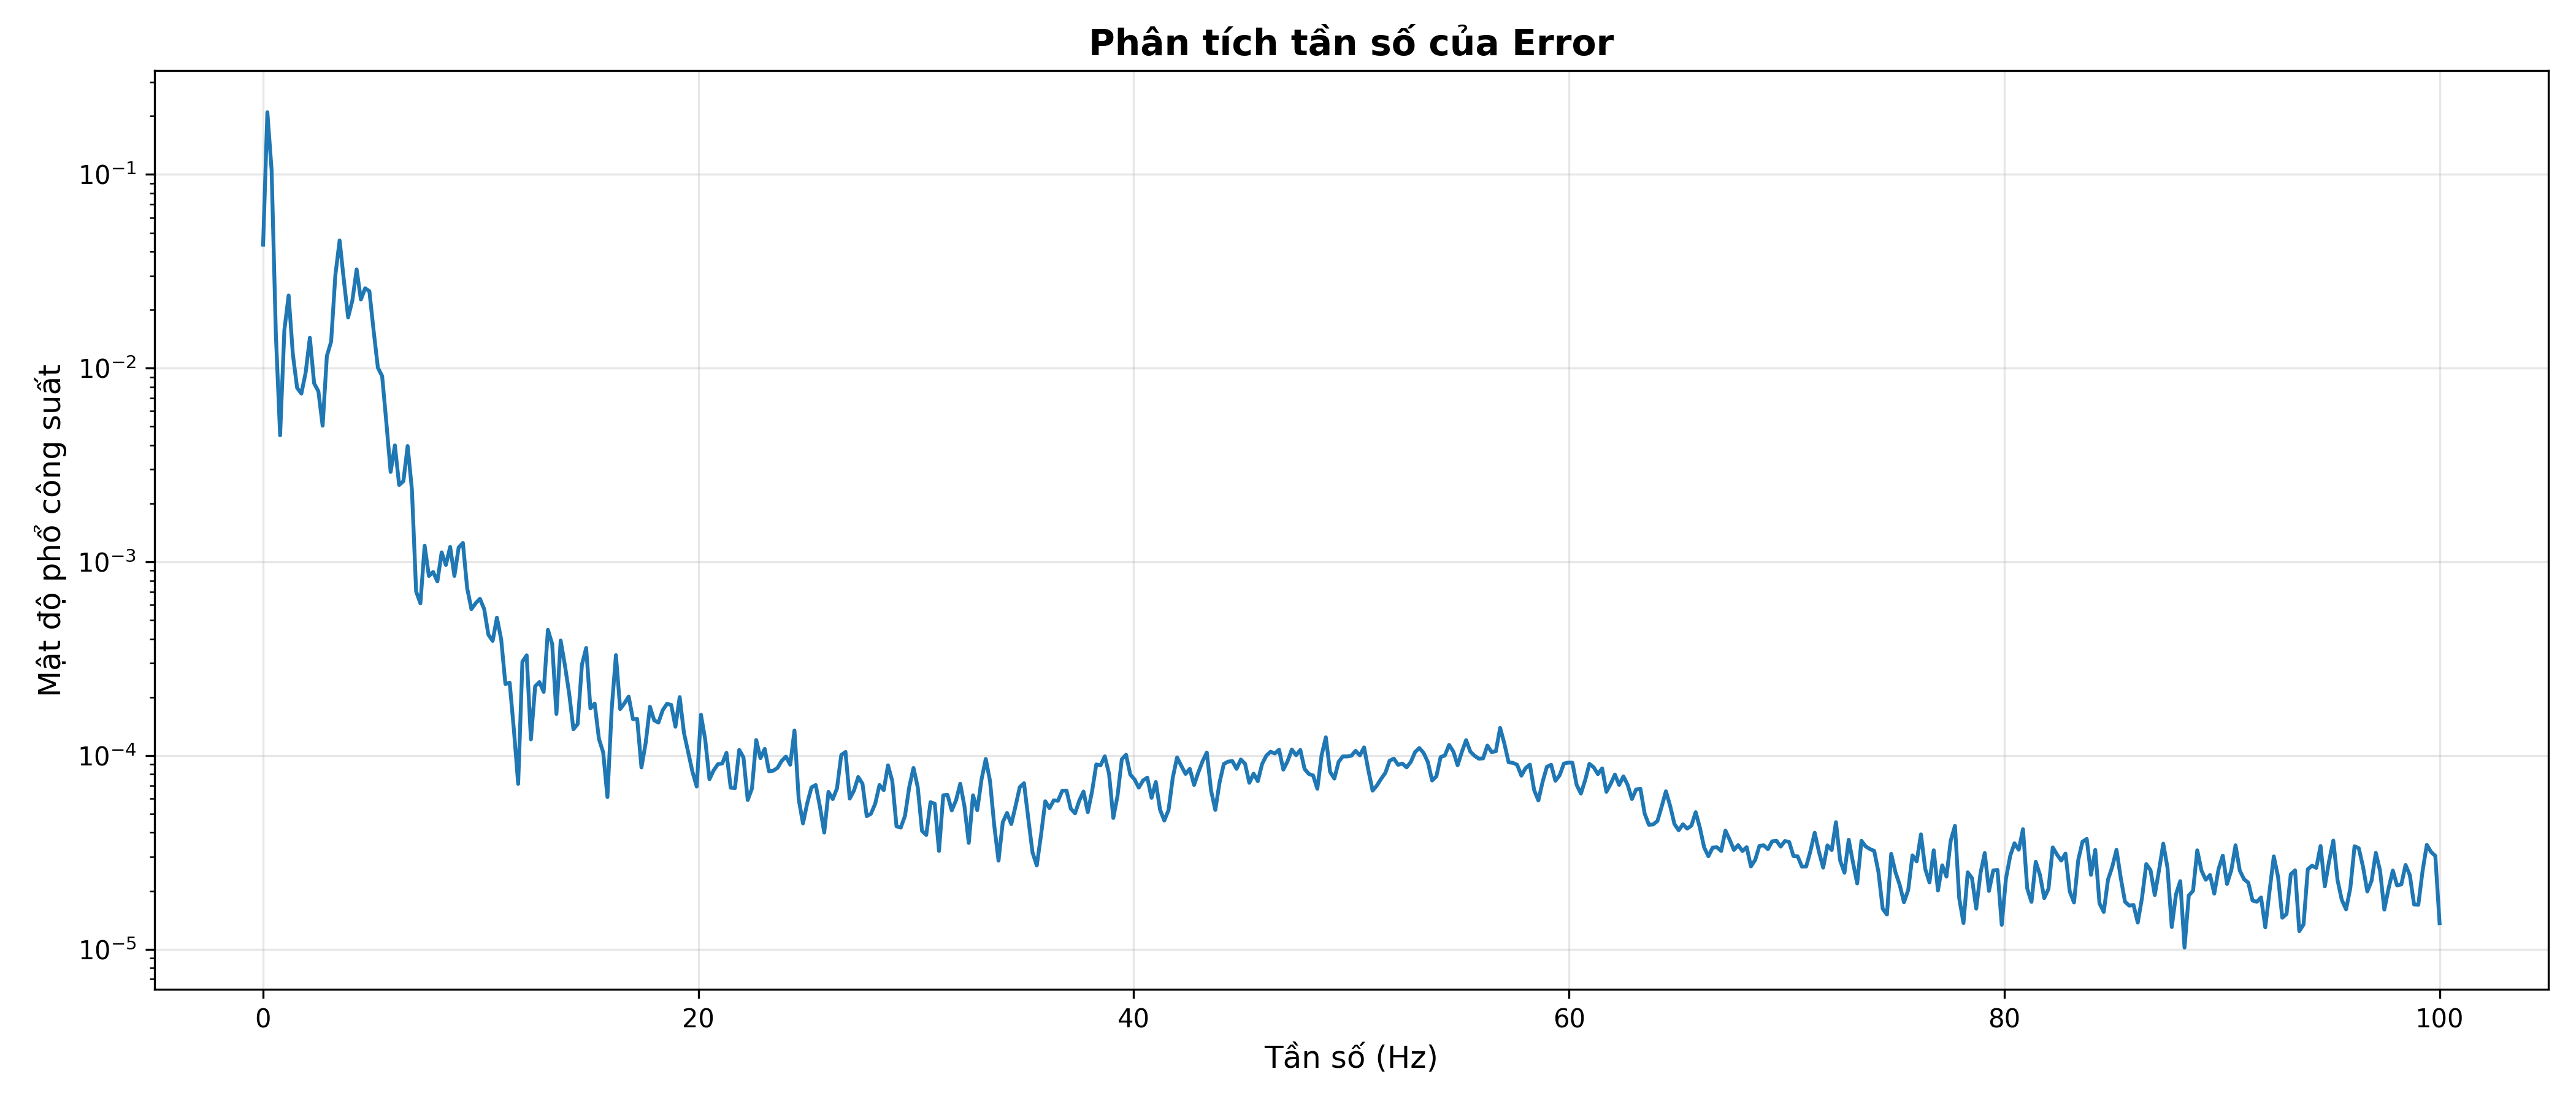 Phân tích tần số của Error
Mật độ phổ công suất
10⁻¹
10⁻²
10⁻³
10⁻⁴
10⁻⁵
0 20 40 60 80 100
Tần số (Hz)